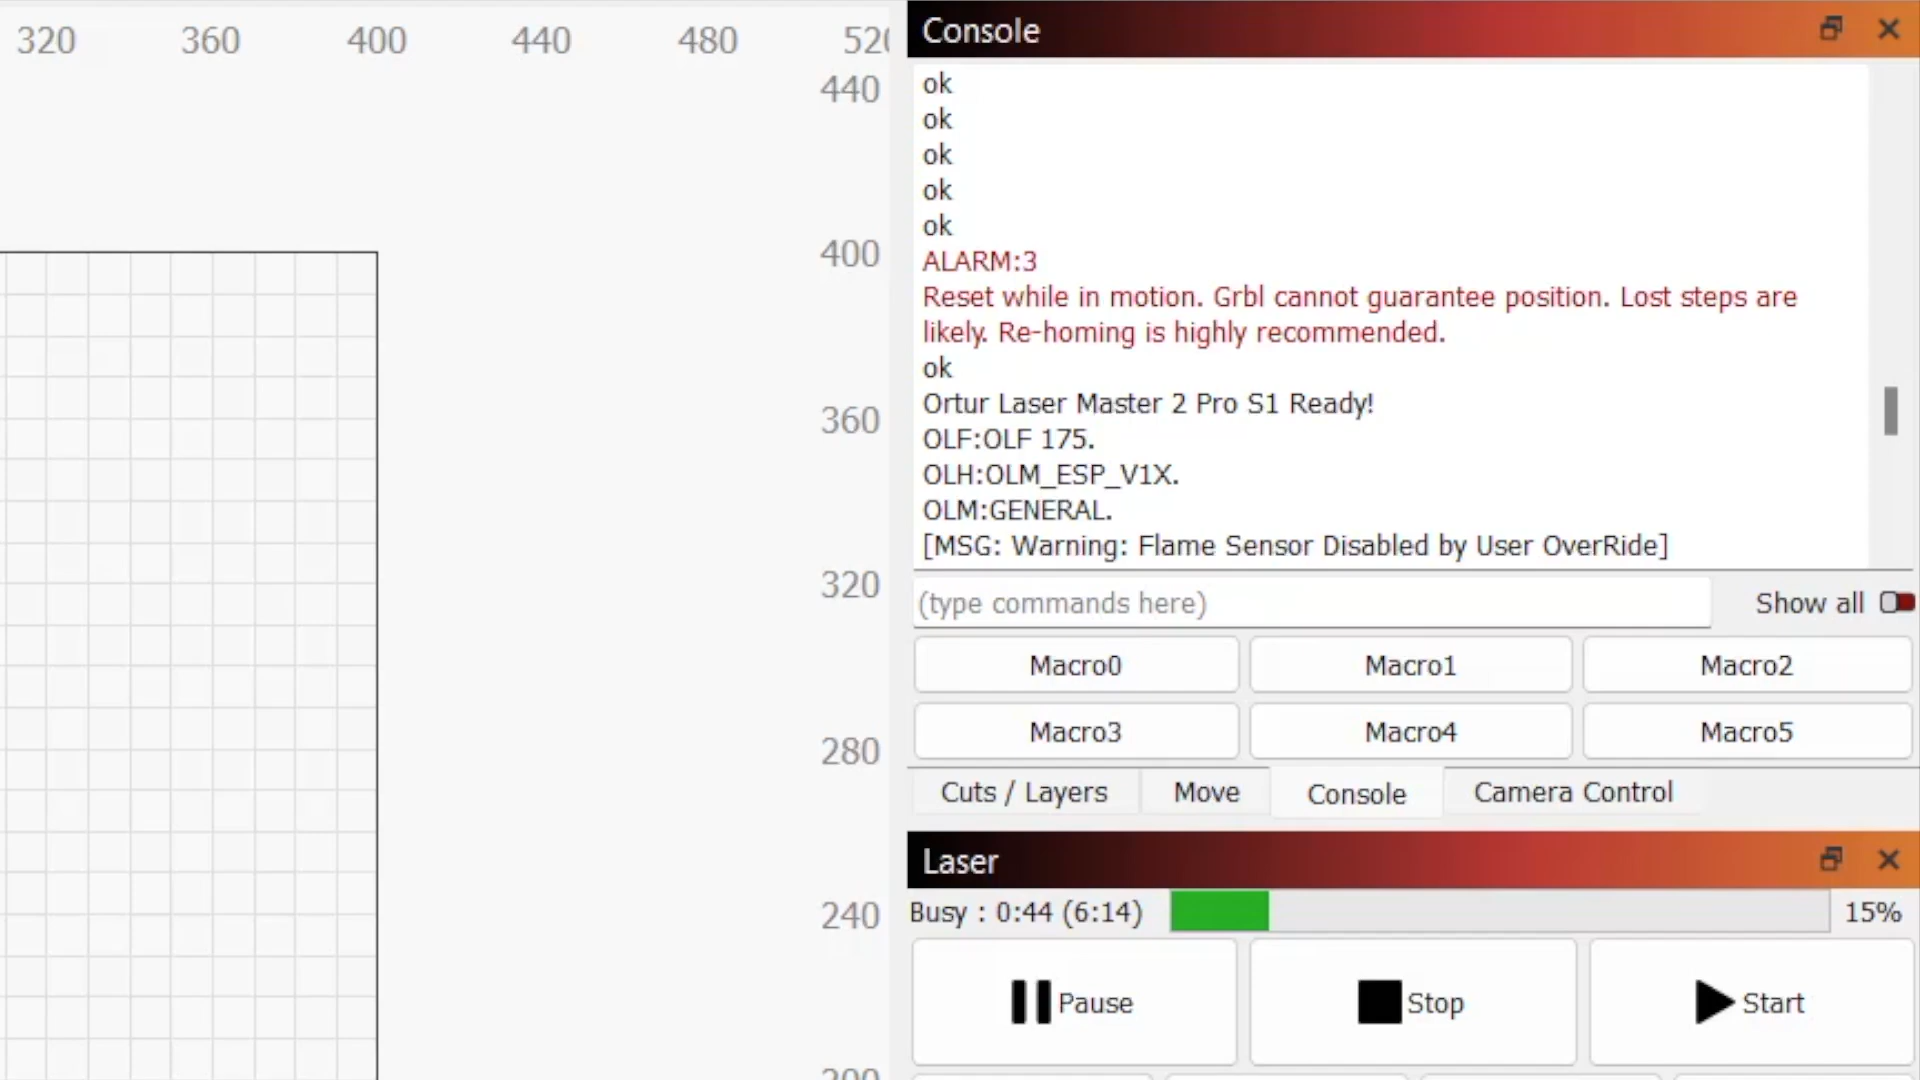 320 360 400 440 480 520
440
400
360
320
280
240
200
Console
ok
ok
ok
ok
ok
ALARM:3
Reset while in motion. Grbl cannot guarantee position. Lost steps are
likely. Re-homing is highly recommended.
ok
Ortur Laser Master 2 Pro S1 Ready!
OLF:OLF 175.
OLH:OLM_ESP_V1X.
OLM:GENERAL.
[MSG: Warning: Flame Sensor Disabled by User OverRide]
(type commands here) Show all
Macro0 Macro1 Macro2
Macro3 Macro4 Macro5
Cuts / Layers Move Console Camera Control
Laser
Busy : 0:44 (6:14) 15%
Pause Stop Start